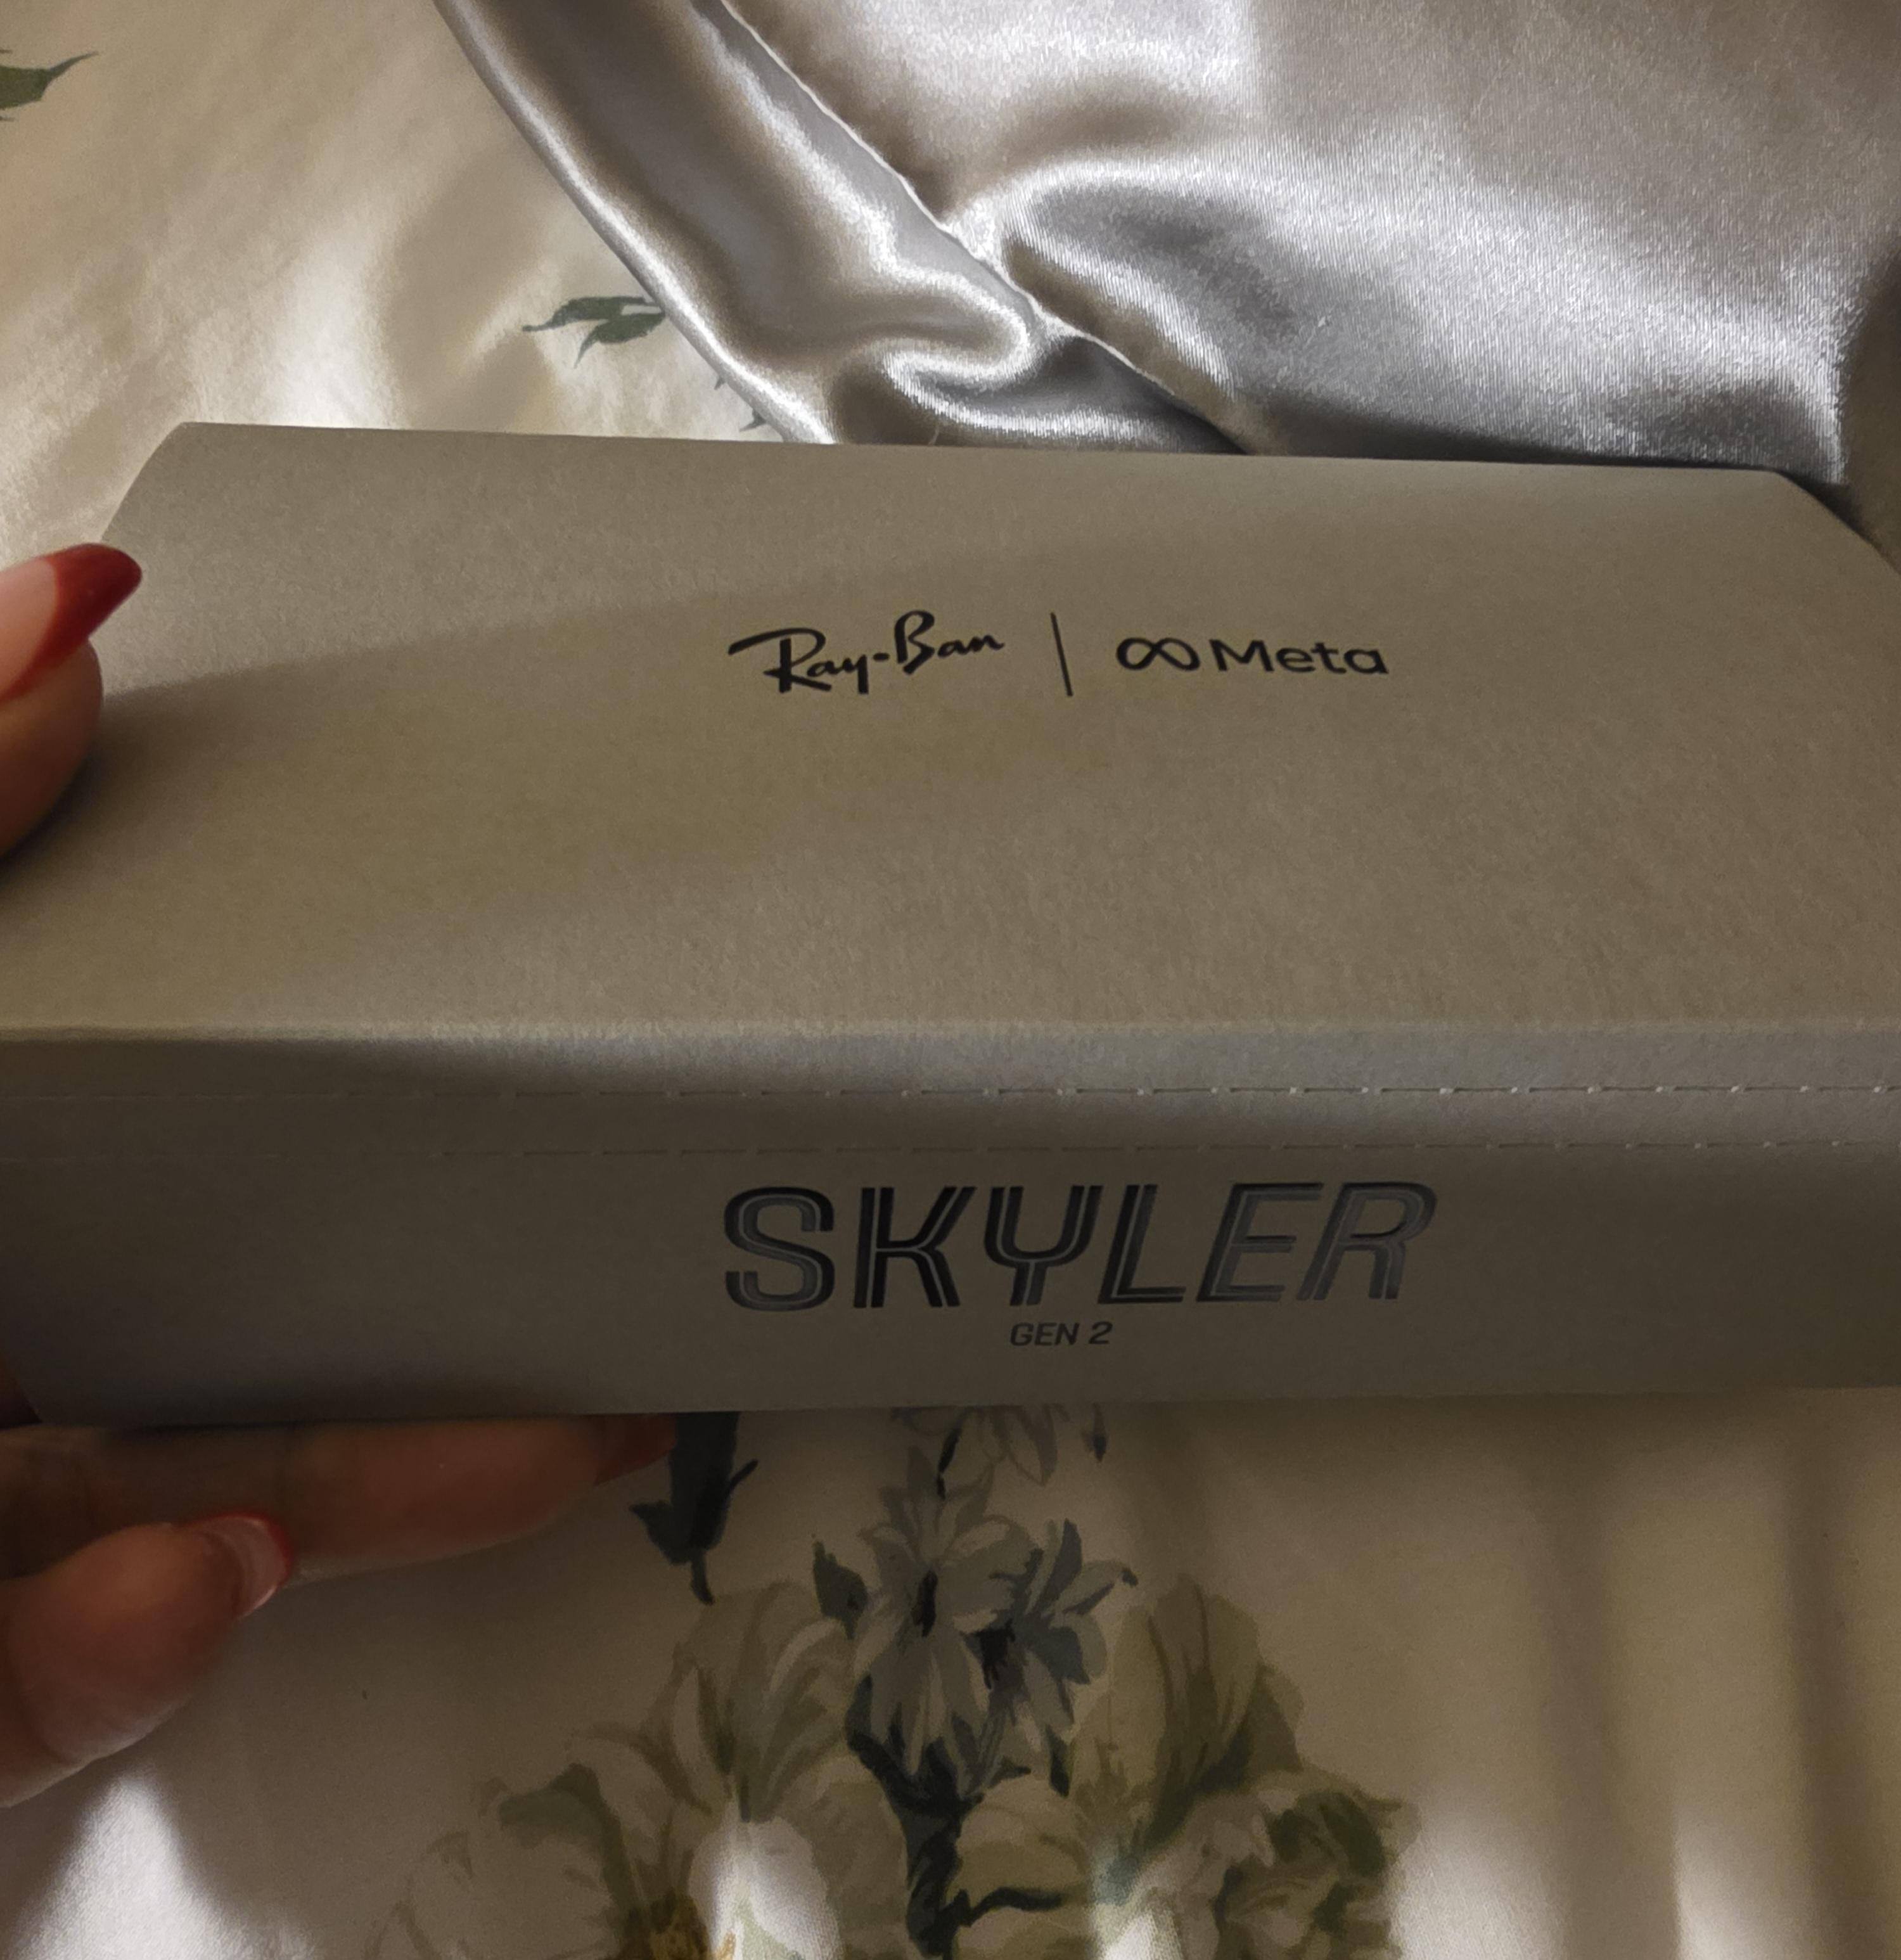 Ray-Ban | ∞ Meta
SKYLER
GEN 2